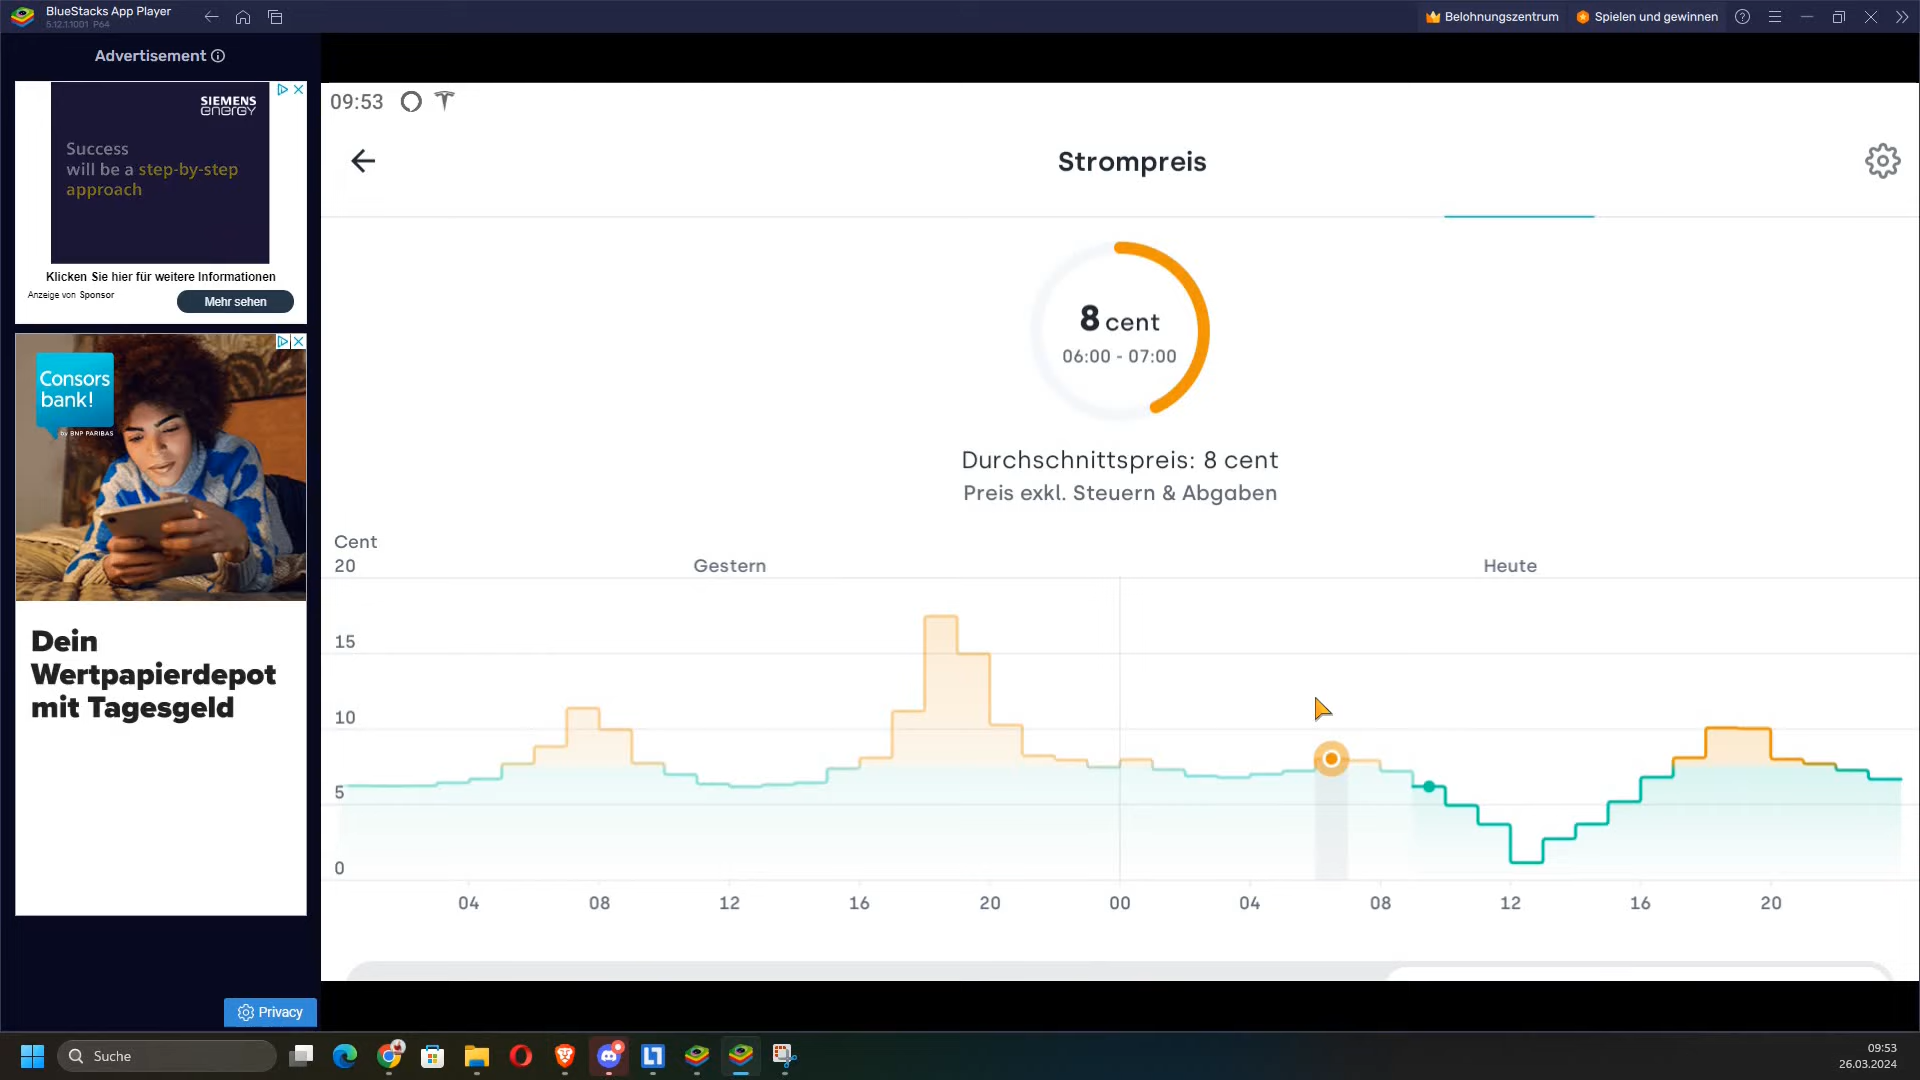 BlueStacks App Player
5.12.1.1001 P64
Belohnungszentrum
Spielen und gewinnen
Advertisement
SIEMENS
energy
Success
will be a step-by-step
approach
Klicken Sie hier für weitere Informationen
Anzeige von Sponsor
Mehr sehen
Consors
bank!
by BNP PARIBAS
Dein
Wertpapierdepot
mit Tagesgeld
Privacy
09:53
Strompreis
8 cent
06:00 - 07:00
Durchschnittspreis: 8 cent
Preis exkl. Steuern & Abgaben
Cent
20
Gestern
Heute
15
10
5
0
04 08 12 16 20 00 04 08 12 16 20
Suche
09:53
26.03.2024